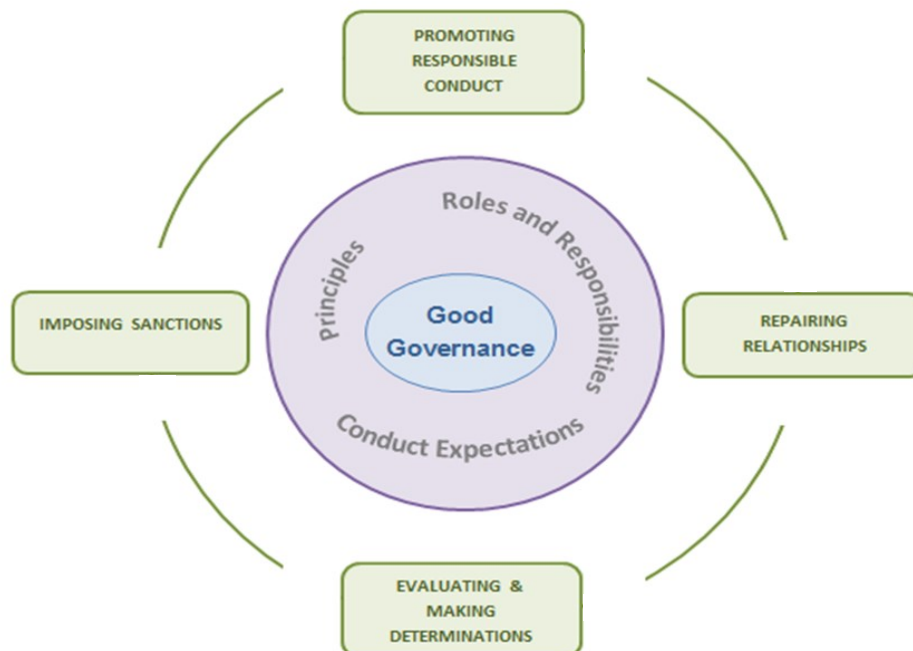 PROMOTING
RESPONSIBLE
CONDUCT
Roles and Responsibilities
Principles
Good
Governance
IMPOSING SANCTIONS
REPAIRING
RELATIONSHIPS
Conduct Expectations
EVALUATING &
MAKING
DETERMINATIONS